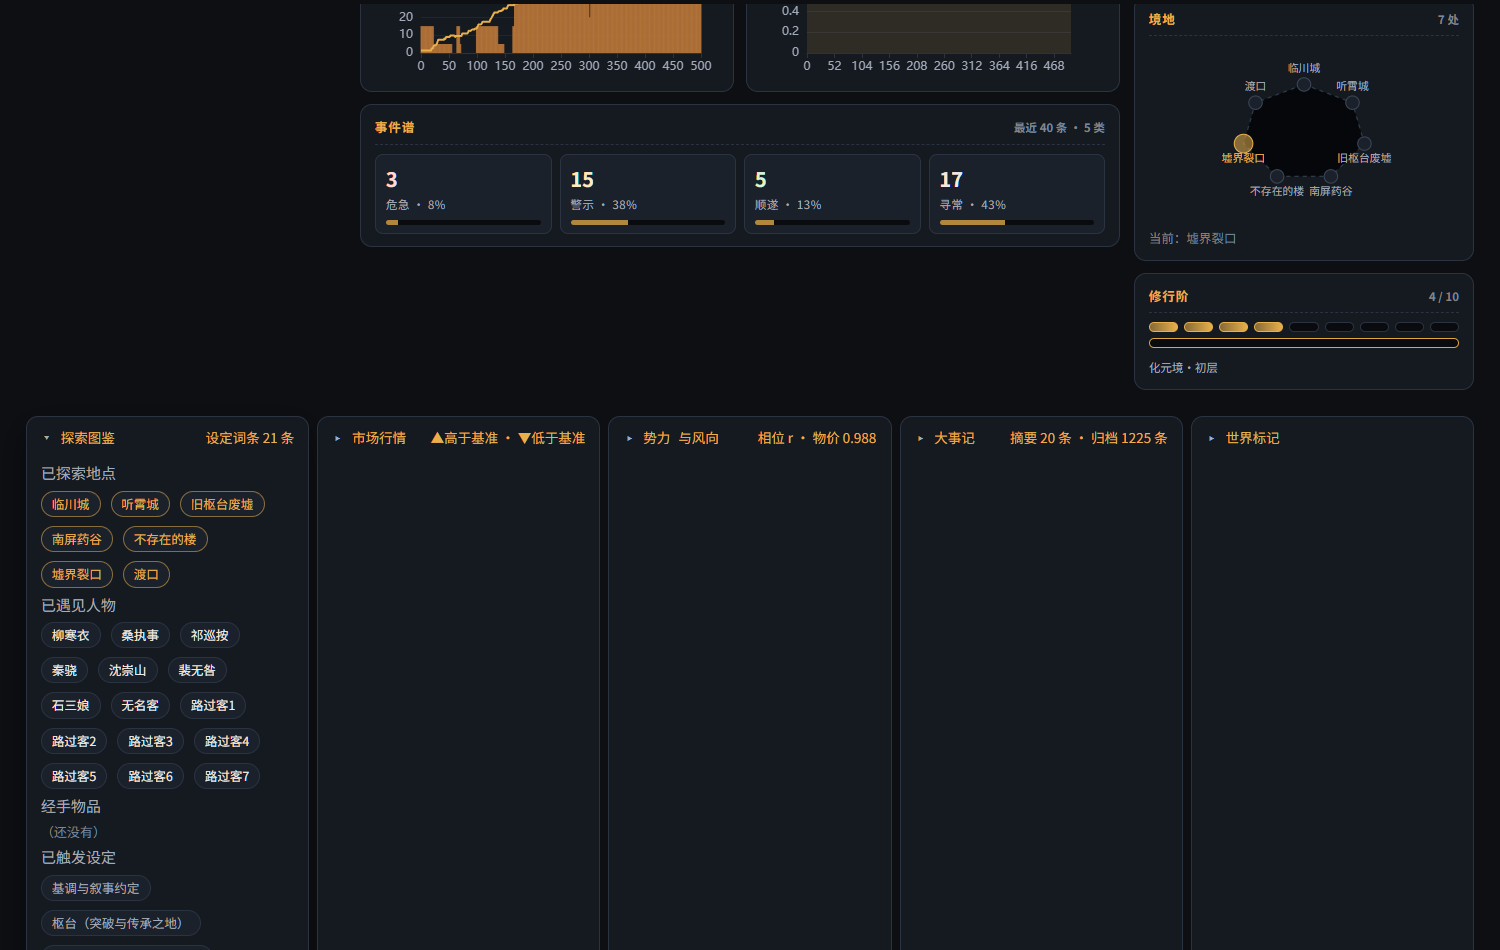 20
10
0
0 50 100 150 200 250 300 350 400 450 500
0.4
0.2
0
0 52 104 156 208 260 312 364 416 468
境地 7 处
临川城
渡口 听霄城
墟界裂口 旧枢台废墟
不存在的楼 南屏药谷
当前：墟界裂口
事件谱 最近 40 条 · 5 类
3
危急 · 8%
15
警示 · 38%
5
顺遂 · 13%
17
寻常 · 43%
修行阶 4 / 10
化元境 · 初层
▾ 探索图鉴 设定词条 21 条
已探索地点
临川城 听霄城 旧枢台废墟
南屏药谷 不存在的楼
墟界裂口 渡口
已遇见人物
柳寒衣 桑执事 祁巡按
秦骁 沈崇山 裴无咎
石三娘 无名客 路过客1
路过客2 路过客3 路过客4
路过客5 路过客6 路过客7
经手物品
（还没有）
已触发设定
基调与叙事约定
枢台（突破与传承之地）
▸ 市场行情 ▲高于基准 · ▼低于基准
▸ 势力 与风向 相位 r · 物价 0.988
▸ 大事记 摘要 20 条 · 归档 1225 条
▸ 世界标记